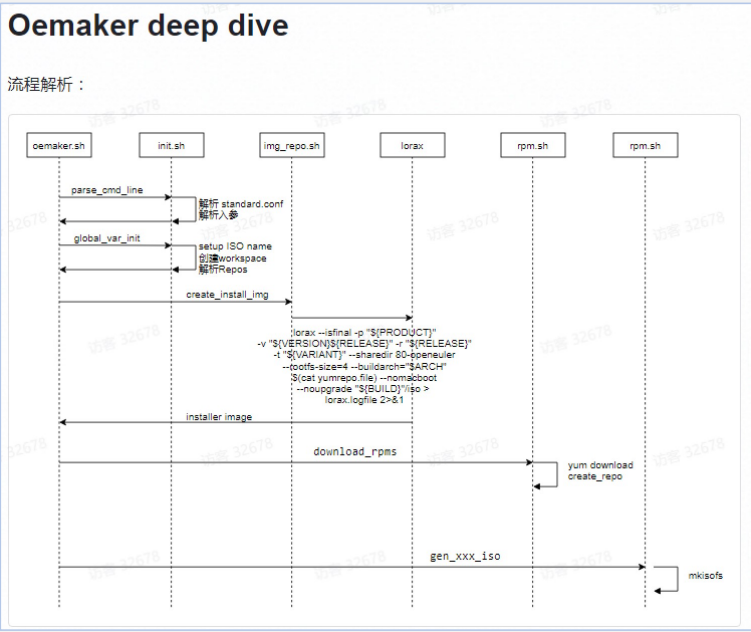 Oemaker deep dive
流程解析：
oemaker.sh
init.sh
img_repo.sh
lorax
rpm.sh
rpm.sh
parse_cmd_line
解析 standard.conf
解析入参
global_var_init
setup ISO name
创建workspace
解析Repos
create_install_img
lorax --isfinal -p "${PRODUCT}"
-v "${VERSION}${RELEASE}" -r "${RELEASE}"
-t "${VARIANT}" --sharedir 80-openeuler
--rootfs-size=4 --buildarch="$ARCH"
$(cat yumrepo.file) --nomacboot
--noupgrade "${BUILD}"/iso >
lorax.logfile 2>&1
installer image
download_rpms
yum download
create_repo
gen_xxx_iso
mkisofs
访客 32678